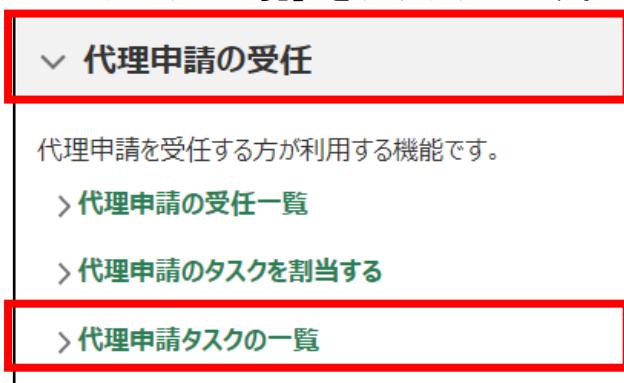 代理申請の受任
代理申請を受任する方が利用する機能です。
代理申請の受任一覧
代理申請のタスクを割当する
代理申請タスクの一覧